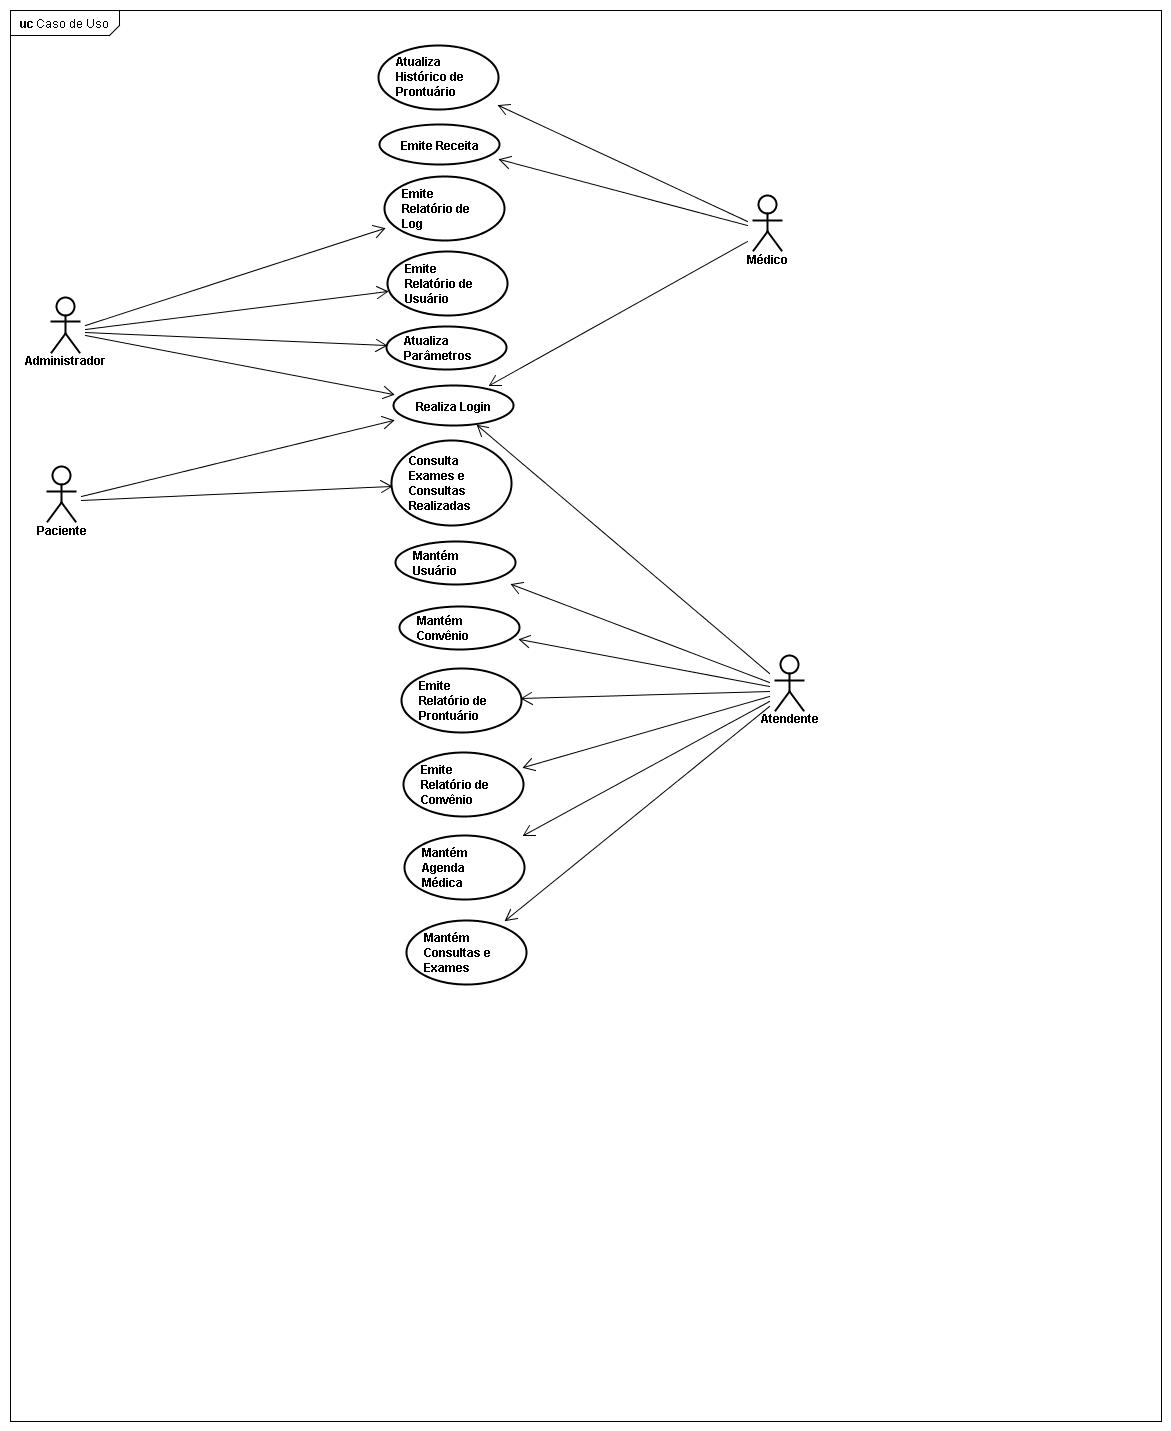 uc Caso de Uso
Atualiza
Histórico de
Prontuário
Emite Receita
Emite
Relatório de
Log
Médico
Emite
Relatório de
Usuário
Administrador
Atualiza
Parâmetros
Realiza Login
Consulta
Exames e
Consultas
Realizadas
Paciente
Mantém
Usuário
Mantém
Convênio
Emite
Relatório de
Prontuário
Atendente
Emite
Relatório de
Convênio
Mantém
Agenda
Médica
Mantém
Consultas e
Exames